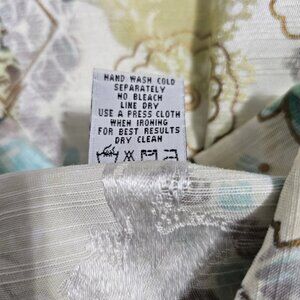 HAND WASH COLD
SEPARATELY
NO BLEACH
LINE DRY
USE A PRESS CLOTH
WHEN IRONING
FOR BEST RESULTS
DRY CLEAN